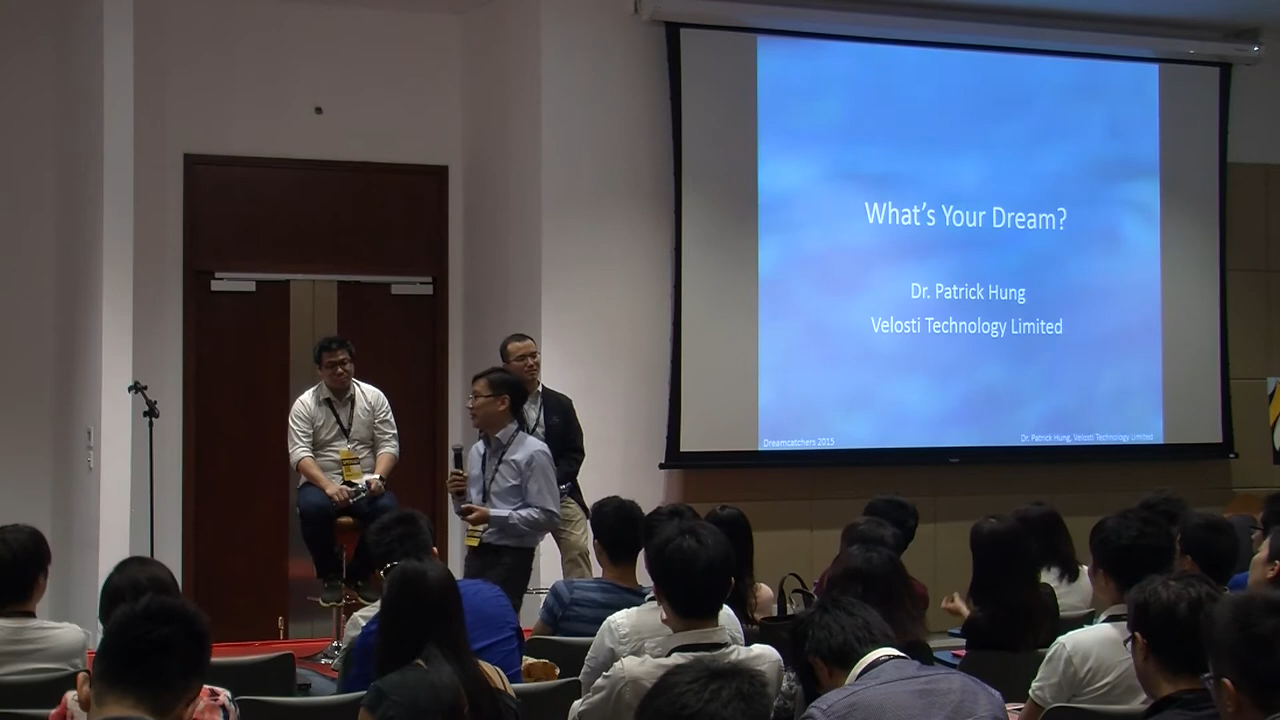 What's Your Dream?
Dr. Patrick Hung
Velosti Technology Limited
Dreamcatchers 2015
Dr. Patrick Hung, Velosti Technology Limited